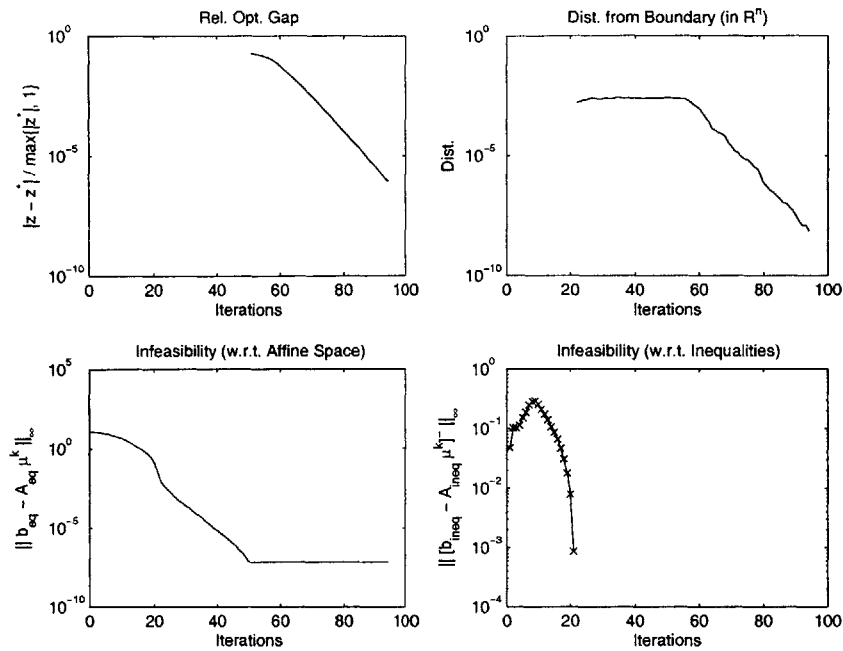 Rel. Opt. Gap
10^0
10^-5
10^-10
|z - z^*| / max{|z^*|, 1}
0 20 40 60 80 100
Iterations
Dist. from Boundary (in R^n)
10^0
10^-5
10^-10
Dist.
0 20 40 60 80 100
Iterations
Infeasibility (w.r.t. Affine Space)
10^5
10^0
10^-5
10^-10
|| b_eq - A_eq μ^k ||_∞
0 20 40 60 80 100
Iterations
Infeasibility (w.r.t. Inequalities)
10^0
10^-1
10^-2
10^-3
10^-4
|| [b_ineq - A_ineq μ^k]^- ||_∞
0 20 40 60 80 100
Iterations